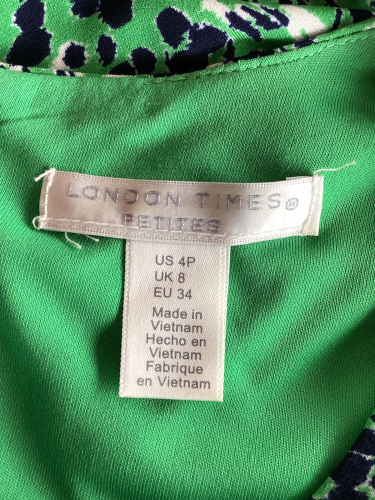 LONDON TIMES®
PETITES
US 4P
UK 8
EU 34
Made in
Vietnam
Hecho en
Vietnam
Fabrique
en Vietnam